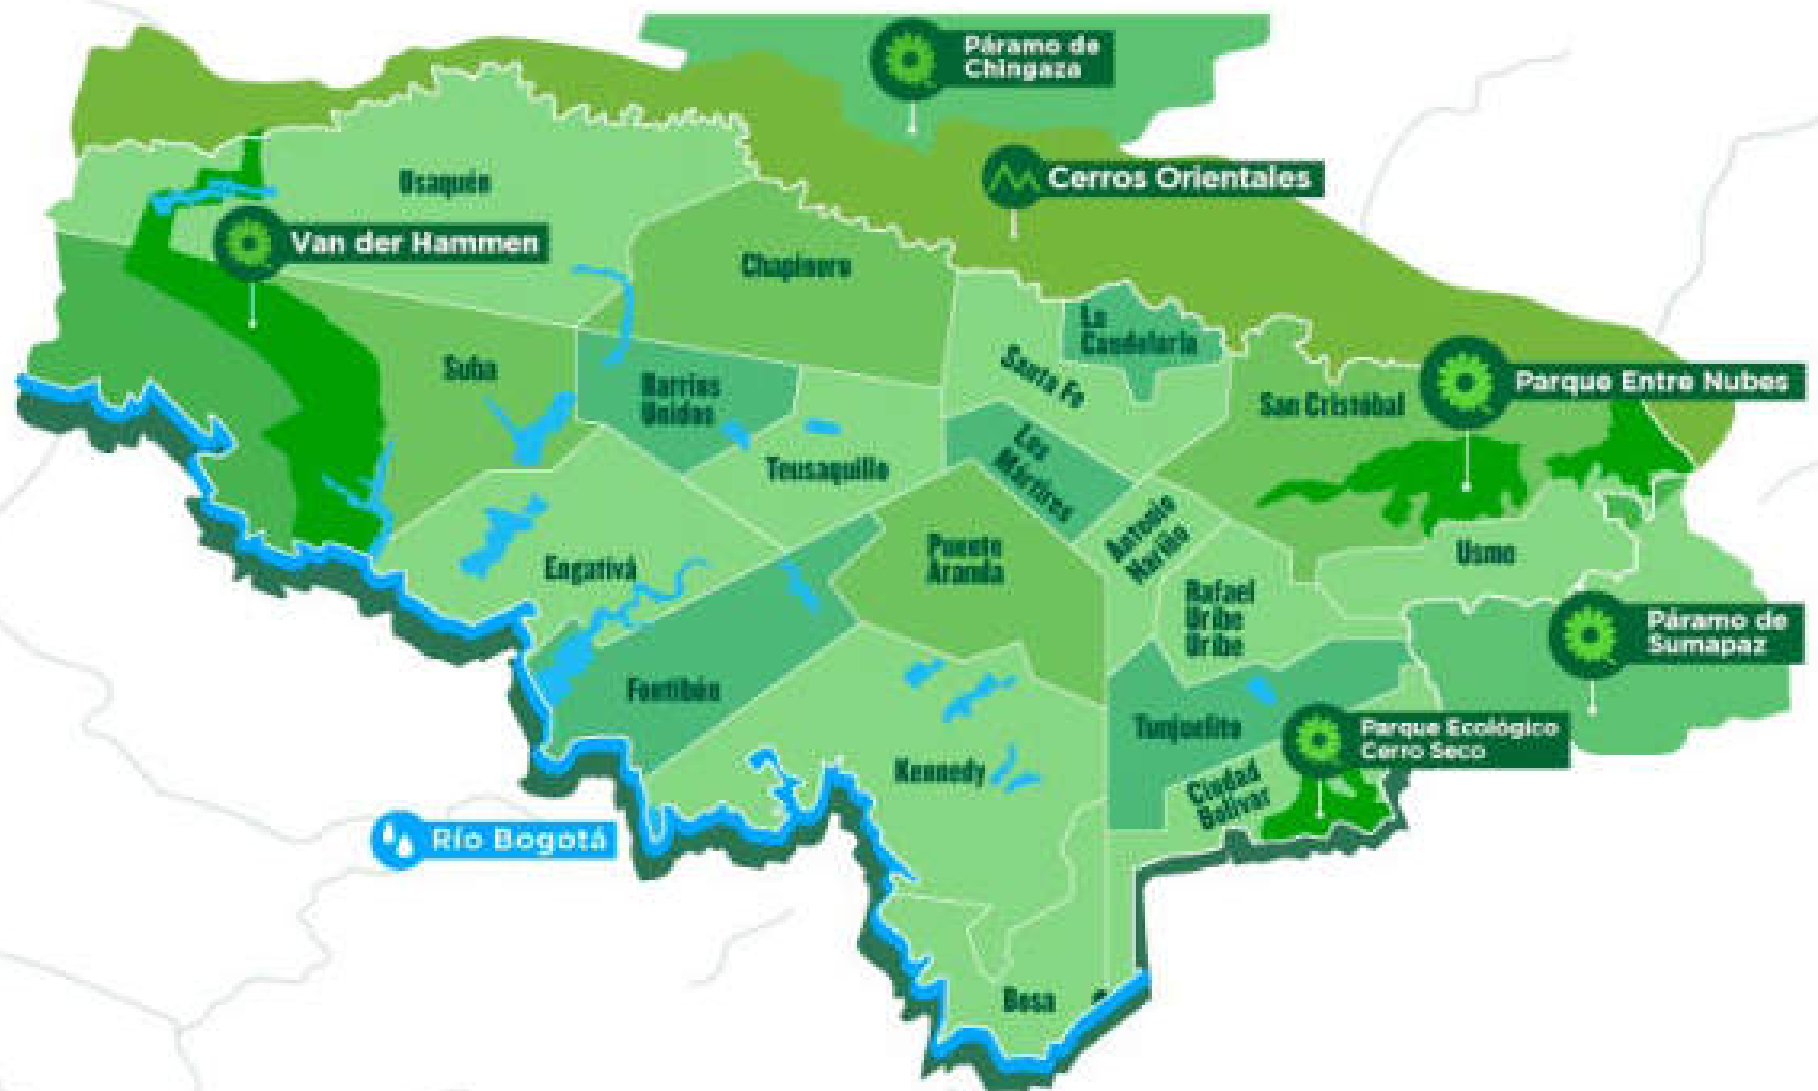 Páramo de
Chingaza
Cerros Orientales
Usaquén
Van der Hammen
Chapinero
La
Candelaria
Santa Fe
Suba
Barrios
Unidos
San Cristóbal
Parque Entre Nubes
Teusaquillo
Los
Mártires
Antonio
Nariño
Puente
Aranda
Engativá
Usme
Rafael
Uribe
Uribe
Páramo de
Sumapaz
Fontibón
Tunjuelito
Parque Ecológico
Cerro Seco
Kennedy
Ciudad
Bolívar
Río Bogotá
Bosa